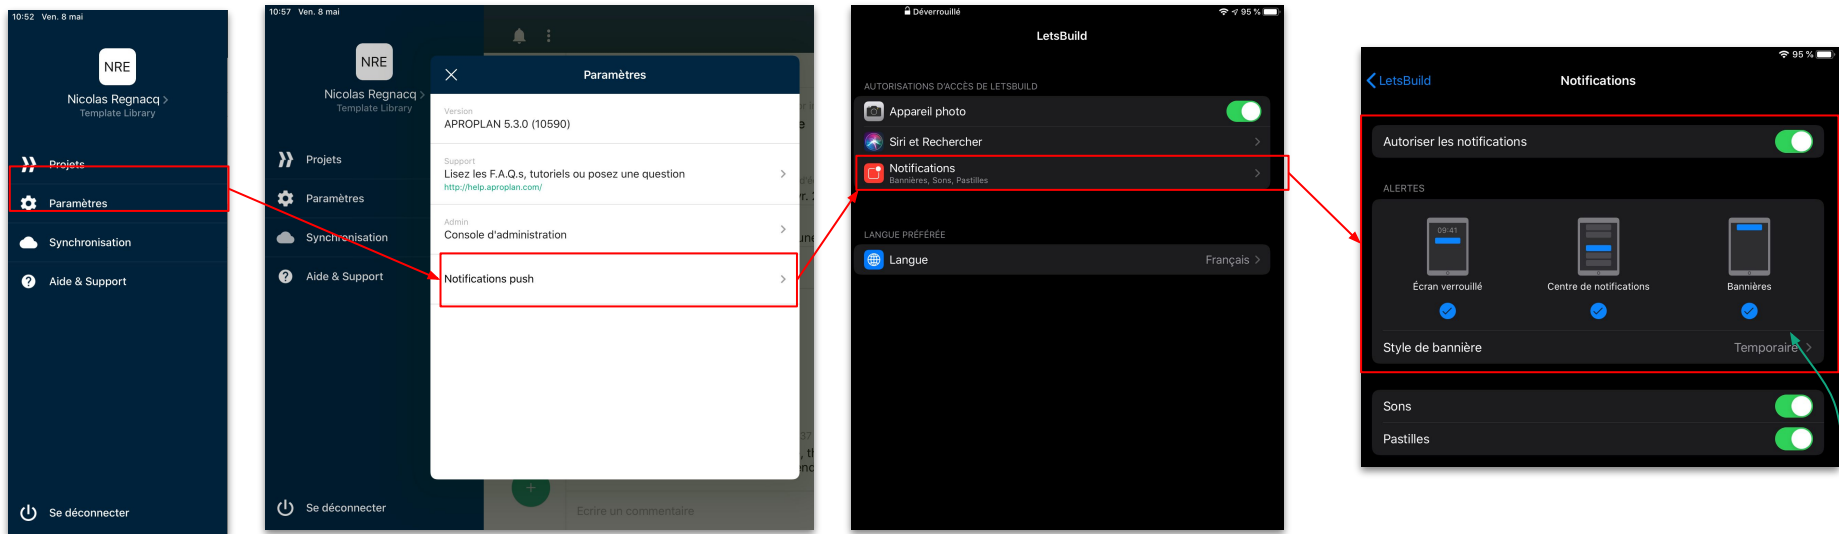 10:52 Ven. 8 mai
NRE
Nicolas Regnacq >
Template Library
Projets
Paramètres
Synchronisation
Aide & Support
Se déconnecter
10:57 Ven. 8 mai
NRE
Nicolas Regnacq >
Template Library
Projets
Paramètres
Synchronisation
Aide & Support
Se déconnecter
Paramètres
Version
APROPLAN 5.3.0 (10590)
Support
Lisez les F.A.Q.s, tutoriels ou posez une question
http://help.aproplan.com/
Admin
Console d'administration
Notifications push
Ecrire un commentaire
Déverrouillé
95 %
LetsBuild
AUTORISATIONS D'ACCÈS DE LETSBUILD
Appareil photo
Siri et Rechercher
Notifications
Bannières, Sons, Pastilles
LANGUE PRÉFÉRÉE
Langue
Français >
95 %
LetsBuild
Notifications
Autoriser les notifications
ALERTES
09:41
Écran verrouillé
Centre de notifications
Bannières
Style de bannière
Temporaire >
Sons
Pastilles